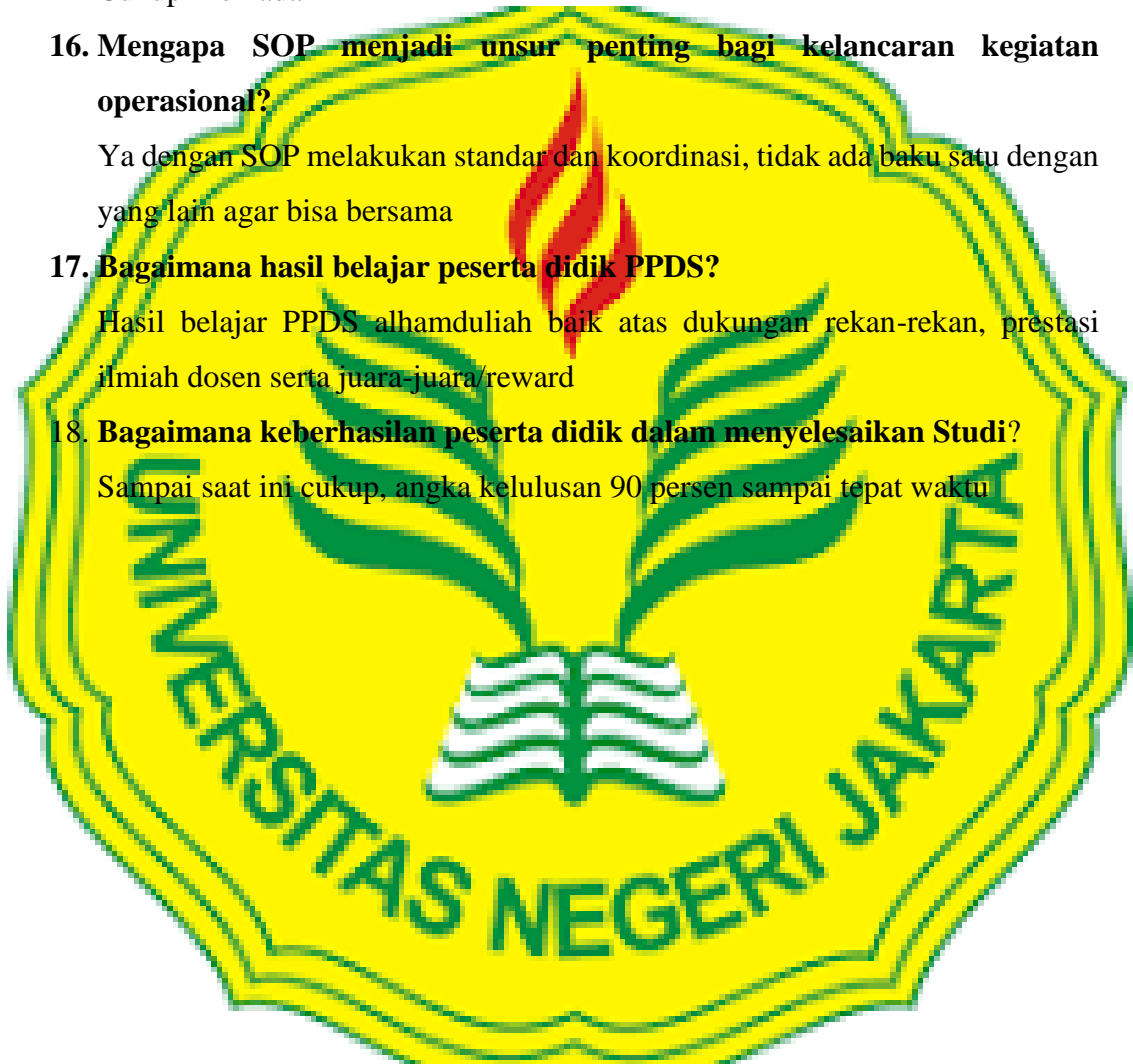 16. Mengapa SOP menjadi unsur penting bagi kelancaran kegiatan
operasional?
Ya dengan SOP melakukan standar dan koordinasi, tidak ada baku satu dengan
yang lain agar bisa bersama
17. Bagaimana hasil belajar peserta didik PPDS?
Hasil belajar PPDS alhamduliah baik atas dukungan rekan-rekan, prestasi
ilmiah dosen serta juara-juara/reward
18. Bagaimana keberhasilan peserta didik dalam menyelesaikan Studi?
Sampai saat ini cukup, angka kelulusan 90 persen sampai tepat waktu
UNIVERSITAS NEGERI JAKARTA